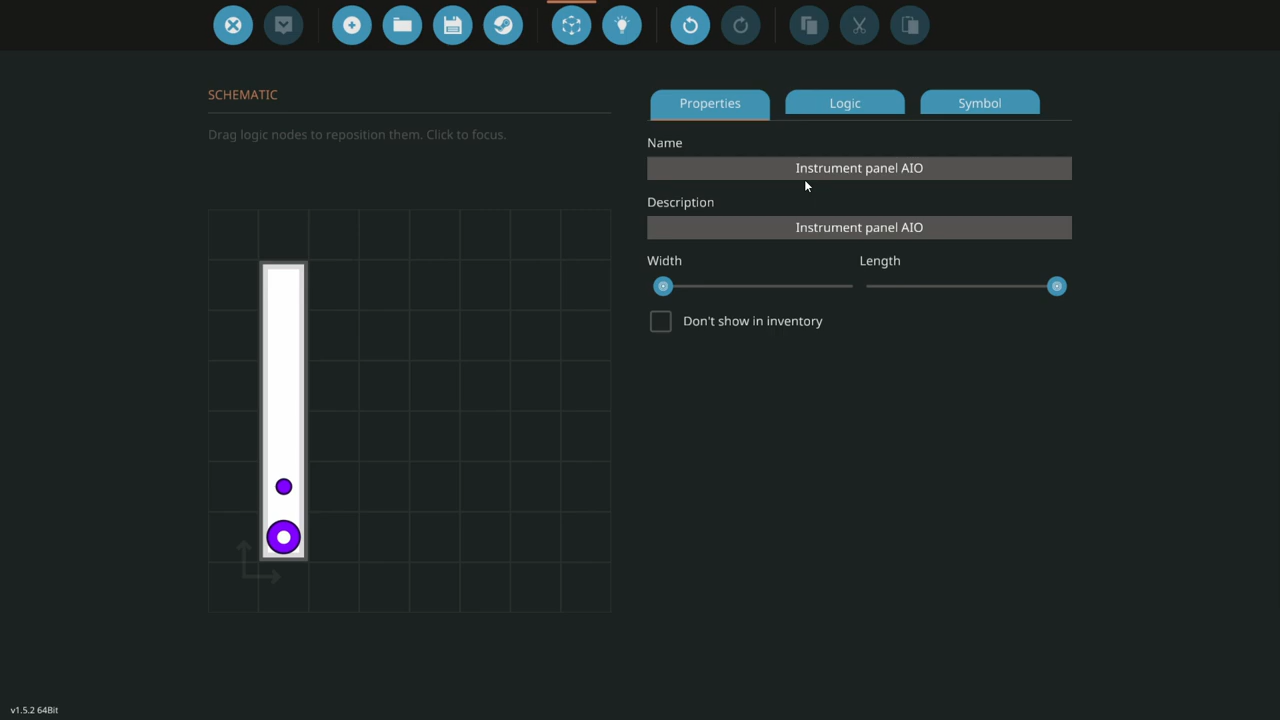 SCHEMATIC
Drag logic nodes to reposition them. Click to focus.
Properties
Logic
Symbol
Name
Instrument panel AIO
Description
Instrument panel AIO
Width
Length
Don't show in inventory
v1.5.2 64Bit